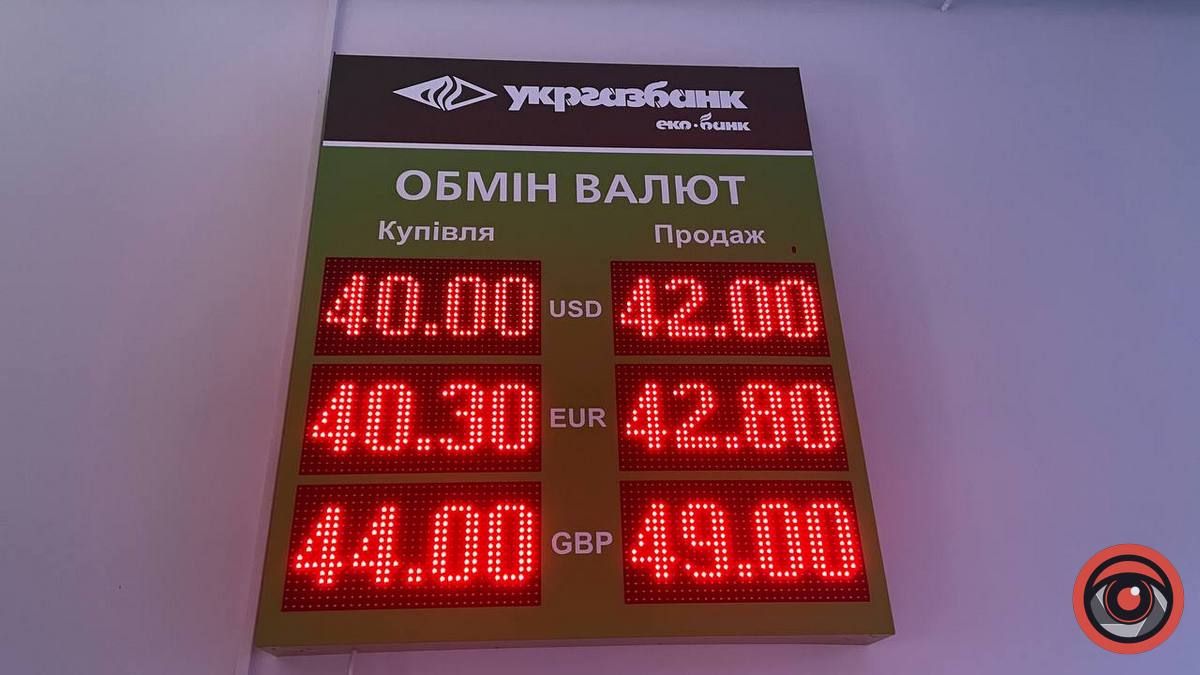 укргазбанк
еко·банк
ОБМІН ВАЛЮТ
Купівля Продаж
40.00 USD 42.00
40.30 EUR 42.80
44.00 GBP 49.00